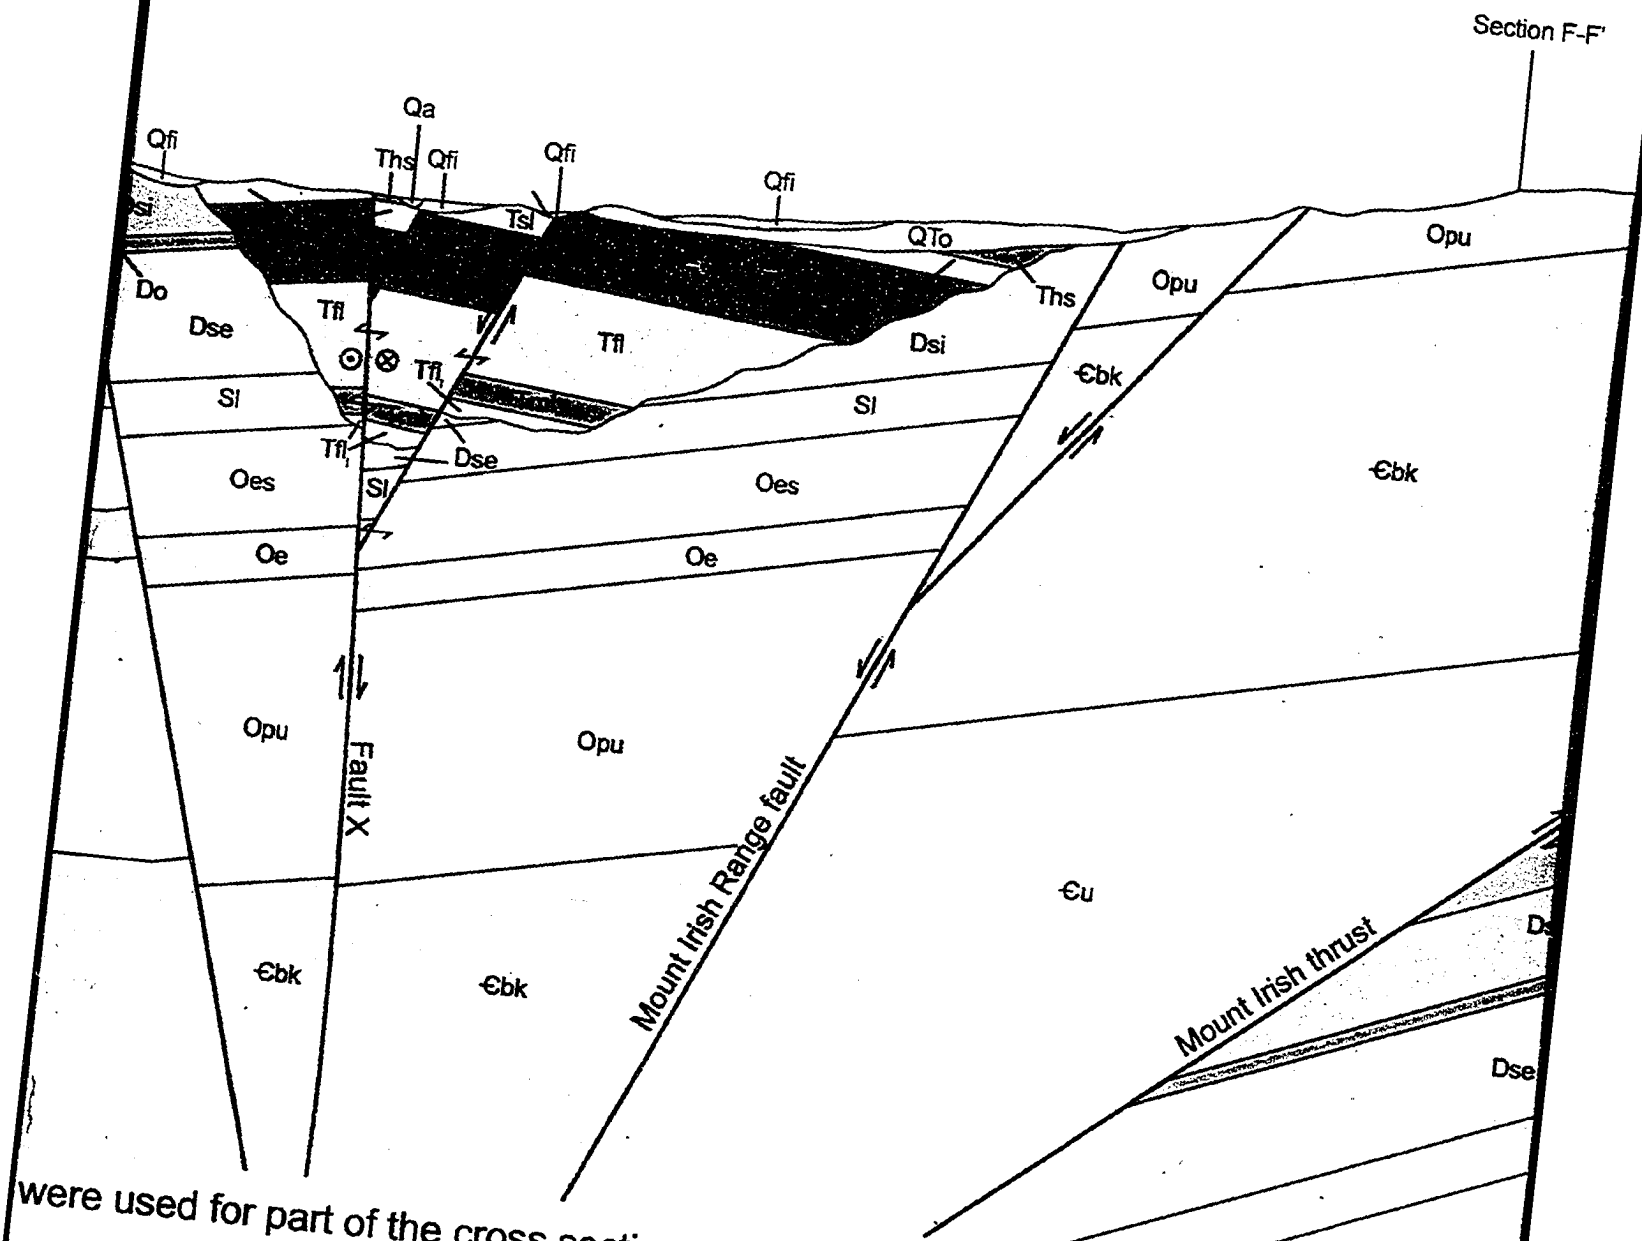 Section F-F'
Qa
Qfi
Ths
Qfi
Qfi
Qfi
Tsl
QTo
Opu
Opu
Ths
Do
Dse
Tfl
Tfl
Dsi
Tfl
Ꞓbk
Sl
Sl
Tfl
Dse
Ꞓbk
Oes
Sl
Oes
Oe
Oe
Opu
Opu
Fault X
Mount Irish Range fault
Ꞓu
Mount Irish thrust
Ꞓbk
Ꞓbk
Dse
were used for part of the cross